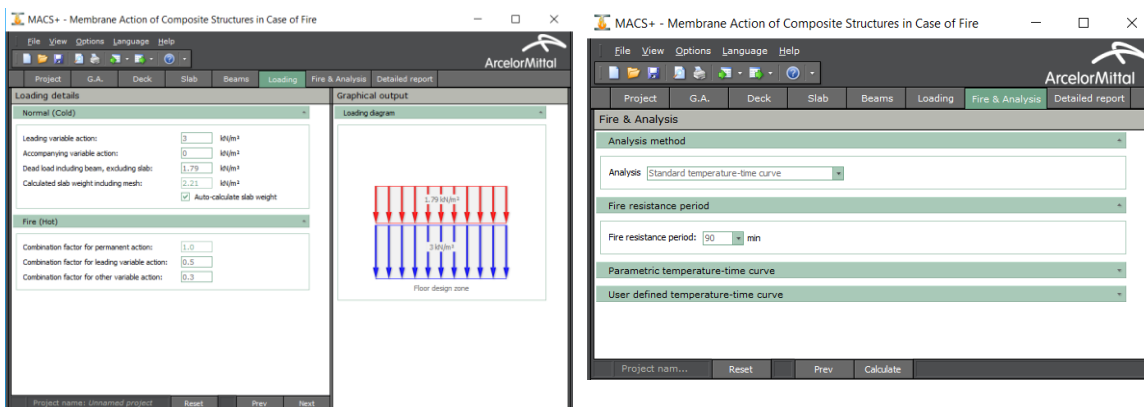 MACS+ - Membrane Action of Composite Structures in Case of Fire
File View Options Language Help
ArcelorMittal
Project G.A. Deck Slab Beams Loading Fire & Analysis Detailed report
Loading details
Normal (Cold)
Leading variable action: 3 kN/m²
Accompanying variable action: 0 kN/m²
Dead load including beam, excluding slab: 1.79 kN/m²
Calculated slab weight including mesh: 2.21 kN/m²
Auto-calculate slab weight
Fire (Hot)
Combination factor for permanent action: 1.0
Combination factor for leading variable action: 0.5
Combination factor for other variable action: 0.3
Graphical output
Loading diagram
1.79 kN/m²
3 kN/m²
Floor design zone
Project name: Unnamed project Reset Prev Next
MACS+ - Membrane Action of Composite Structures in Case of Fire
File View Options Language Help
ArcelorMittal
Project G.A. Deck Slab Beams Loading Fire & Analysis Detailed report
Fire & Analysis
Analysis method
Analysis Standard temperature-time curve
Fire resistance period
Fire resistance period: 90 min
Parametric temperature-time curve
User defined temperature-time curve
Project nam... Reset Prev Calculate